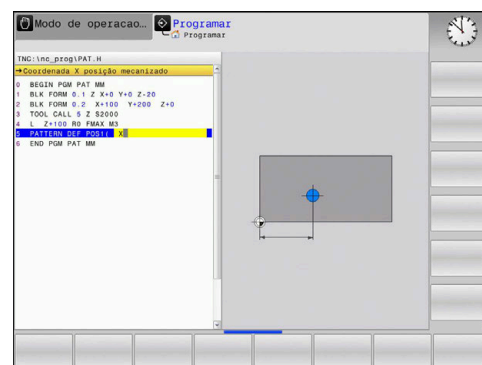 Modo de operacao...
Programar
Programar
TNC:\nc_prog\PAT.H
→Coordenada X posição mecanizado
0 BEGIN PGM PAT MM
1 BLK FORM 0.1 Z X+0 Y+0 Z-20
2 BLK FORM 0.2 X+100 Y+200 Z+0
3 TOOL CALL 5 Z S2000
4 L Z+100 R0 FMAX M3
5 PATTERN DEF POS1( X
6 END PGM PAT MM